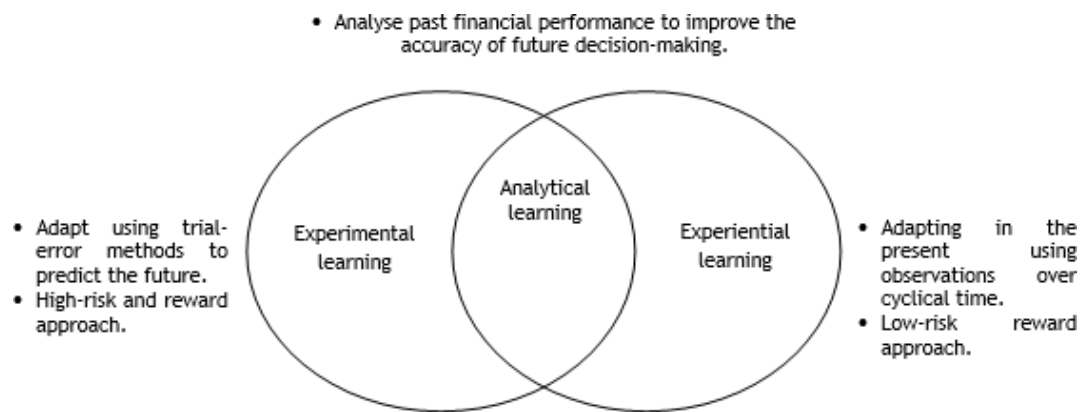 • Analyse past financial performance to improve the
accuracy of future decision-making.
Analytical
learning
Experimental
learning
Experiential
learning
• Adapt using trial-
error methods to
predict the future.
• High-risk and reward
approach.
• Adapting in the
present using
observations over
cyclical time.
• Low-risk reward
approach.